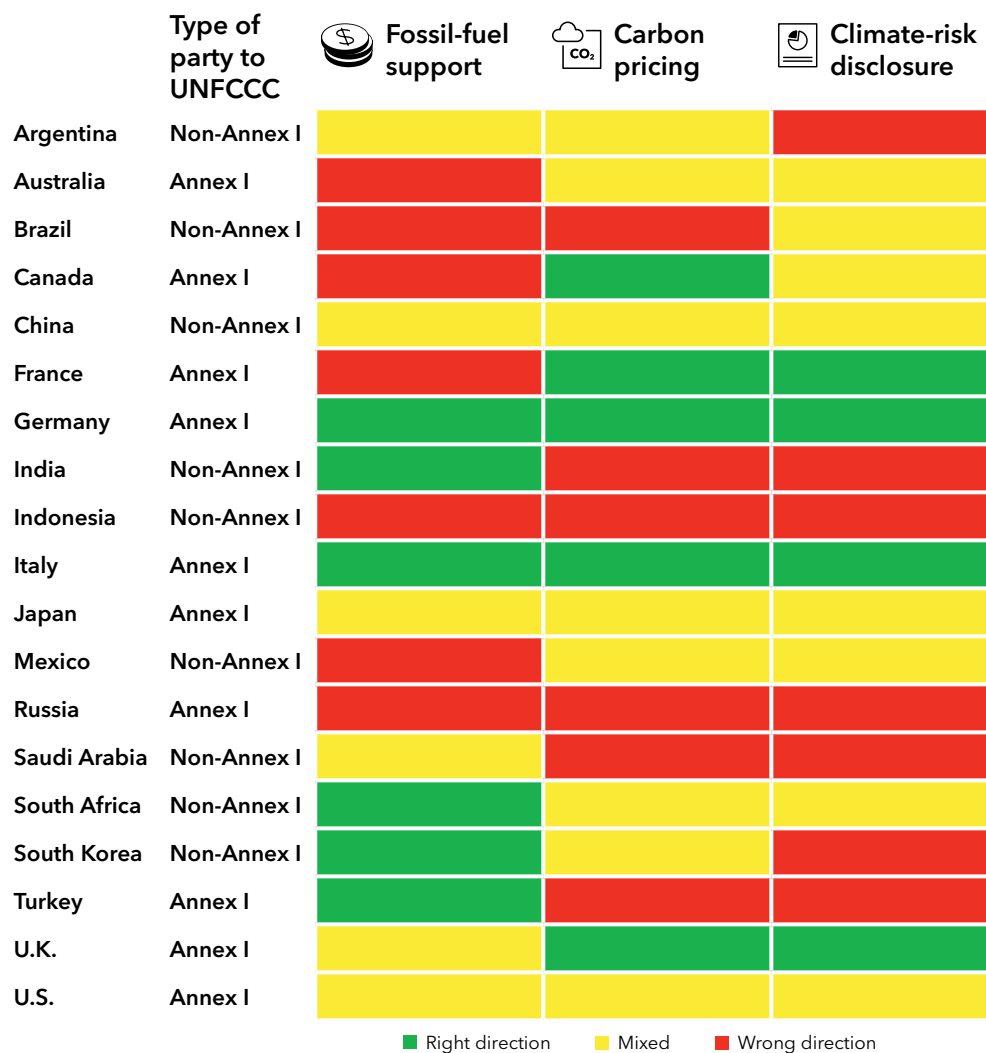 Type of
party to
UNFCCC
$ Fossil-fuel
support
CO₂ Carbon
pricing
Climate-risk
disclosure
Argentina Non-Annex I
Australia Annex I
Brazil Non-Annex I
Canada Annex I
China Non-Annex I
France Annex I
Germany Annex I
India Non-Annex I
Indonesia Non-Annex I
Italy Annex I
Japan Annex I
Mexico Non-Annex I
Russia Annex I
Saudi Arabia Non-Annex I
South Africa Non-Annex I
South Korea Non-Annex I
Turkey Annex I
U.K. Annex I
U.S. Annex I
Right direction Mixed Wrong direction